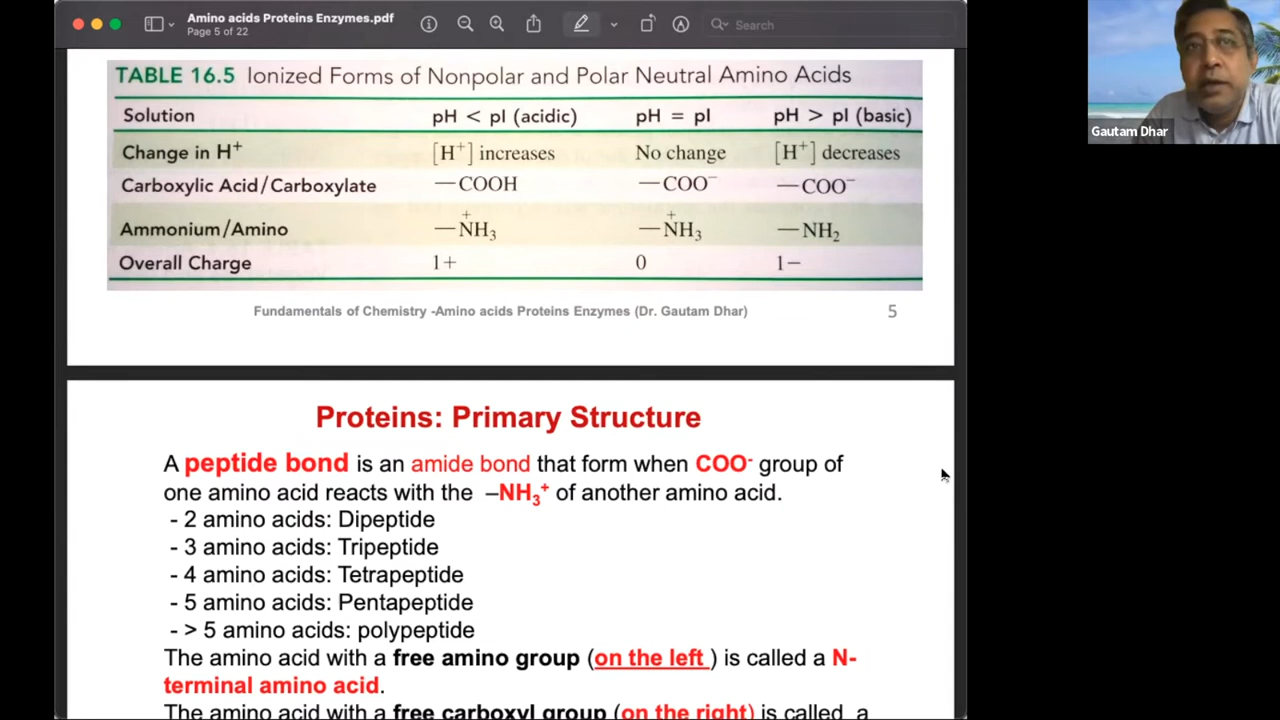 Amino acids Proteins Enzymes.pdf
Page 5 of 22
Search
Gautam Dhar
TABLE 16.5 Ionized Forms of Nonpolar and Polar Neutral Amino Acids
Solution pH < pI (acidic) pH = pI pH > pI (basic)
Change in H⁺ [H⁺] increases No change [H⁺] decreases
Carboxylic Acid/Carboxylate —COOH —COO⁻ —COO⁻
Ammonium/Amino —N⁺H₃ —N⁺H₃ —NH₂
Overall Charge 1+ 0 1−
Fundamentals of Chemistry -Amino acids Proteins Enzymes (Dr. Gautam Dhar) 5
Proteins: Primary Structure
A peptide bond is an amide bond that form when COO⁻ group of
one amino acid reacts with the –NH₃⁺ of another amino acid.
- 2 amino acids: Dipeptide
- 3 amino acids: Tripeptide
- 4 amino acids: Tetrapeptide
- 5 amino acids: Pentapeptide
- > 5 amino acids: polypeptide
The amino acid with a free amino group (on the left ) is called a N-
terminal amino acid.
The amino acid with a free carboxyl group (on the right) is called a